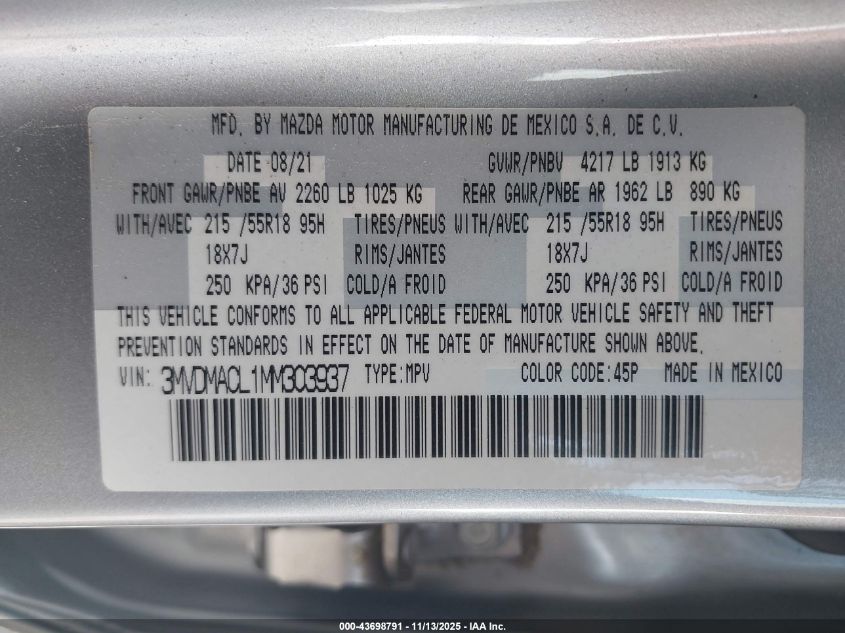 MFD. BY MAZDA MOTOR MANUFACTURING DE MEXICO S.A. DE C.V.
DATE 08/21 GVWR/PNBV 4217 LB 1913 KG
FRONT GAWR/PNBE AV 2260 LB 1025 KG REAR GAWR/PNBE AR 1962 LB 890 KG
WITH/AVEC 215 /55R18 95H TIRES/PNEUS WITH/AVEC 215 /55R18 95H TIRES/PNEUS
18X7J RIMS/JANTES 18X7J RIMS/JANTES
250 KPA/36 PSI COLD/A FROID 250 KPA/36 PSI COLD/A FROID
THIS VEHICLE CONFORMS TO ALL APPLICABLE FEDERAL MOTOR VEHICLE SAFETY AND THEFT
PREVENTION STANDARDS IN EFFECT ON THE DATE OF MANUFACTURE SHOWN ABOVE.
VIN: 3MVDMACL1MM303937 TYPE:MPV COLOR CODE:45P MADE IN MEXICO
000-43698791 - 11/13/2025 - IAA Inc.